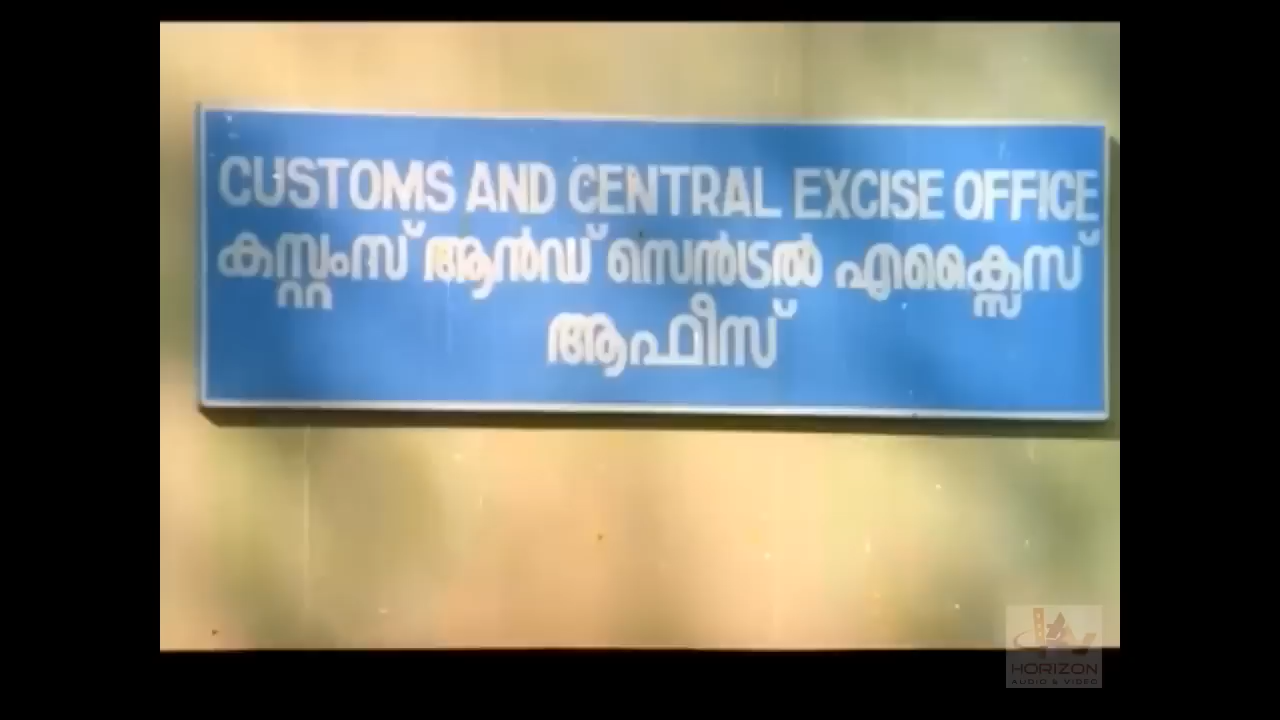 CUSTOMS AND CENTRAL EXCISE OFFICE
കസ്റ്റംസ് ആൻഡ് സെൻട്രൽ എക്സൈസ്
ആഫീസ്
HORIZON
AUDIO & VIDEO